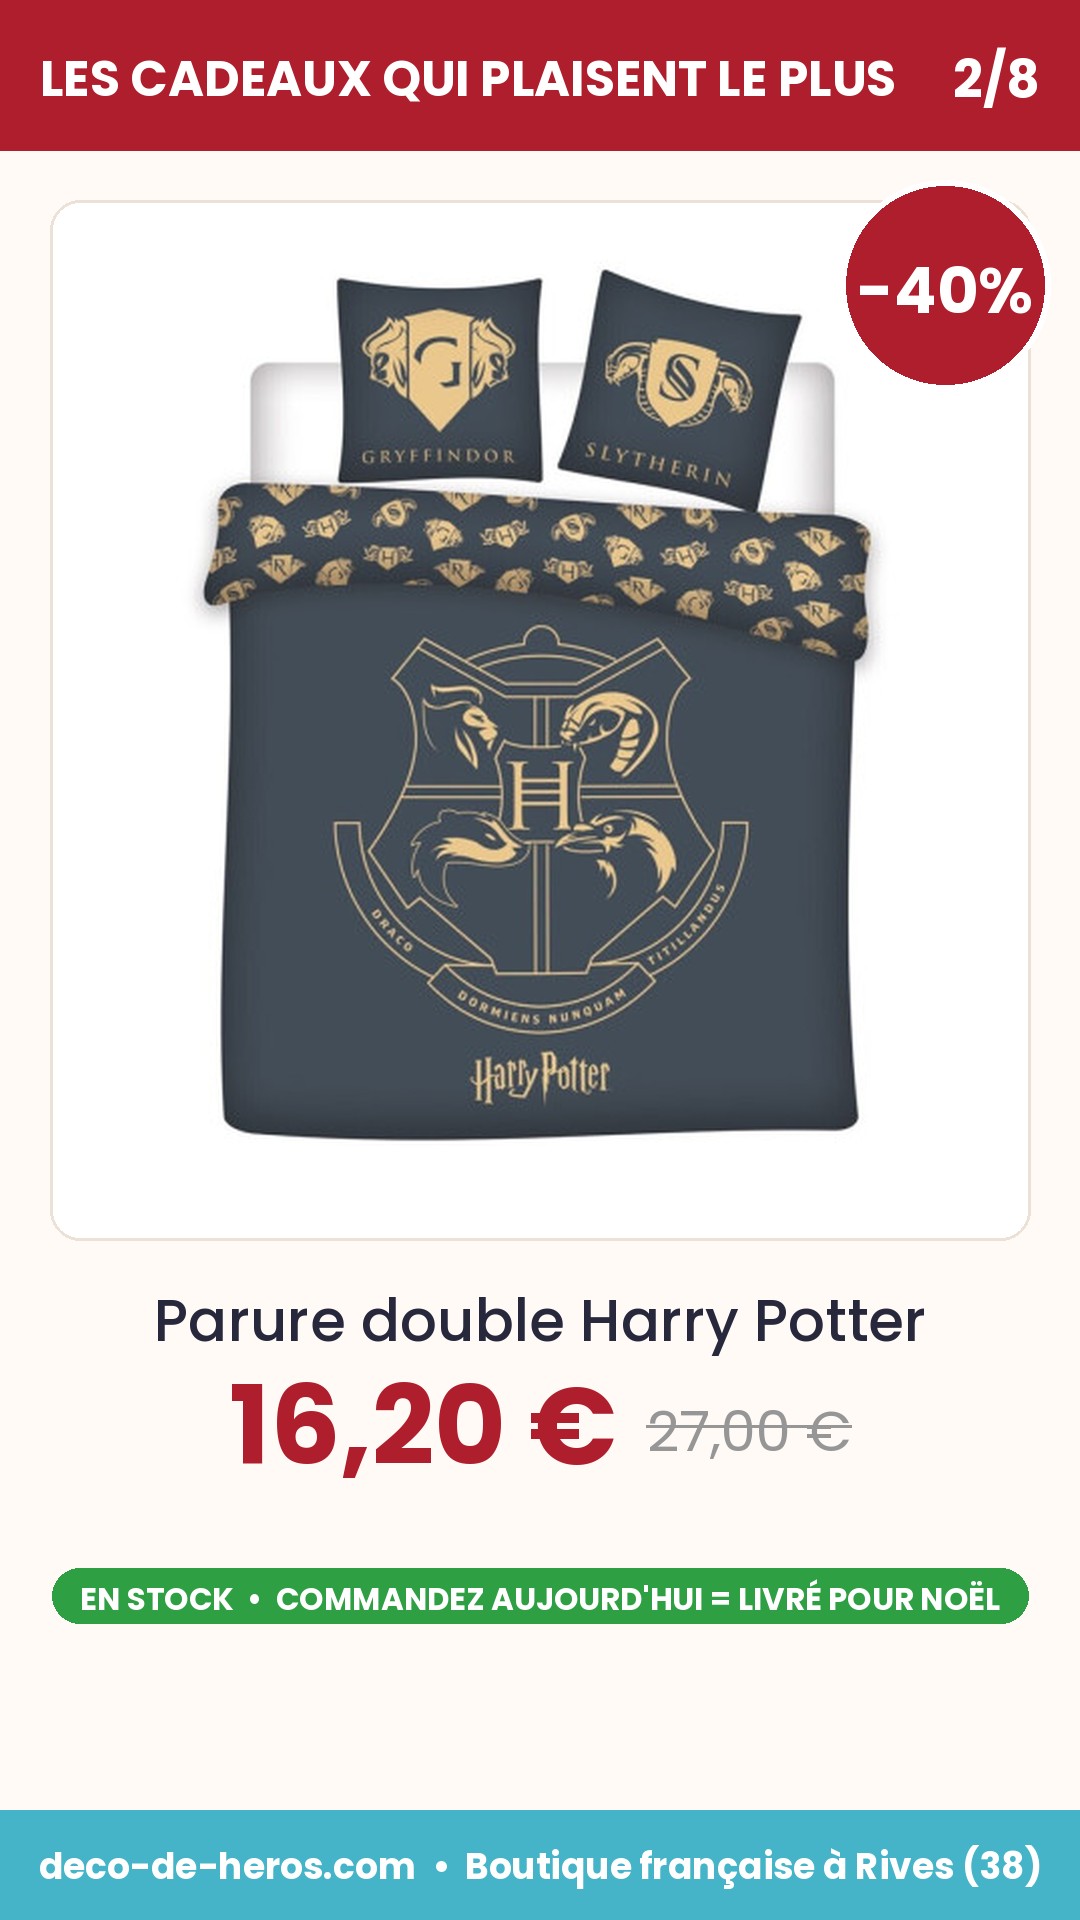 LES CADEAUX QUI PLAISENT LE PLUS 2/8
-40%
G
GRYFFINDOR
S
SLYTHERIN
H
DRACO
DORMIENS NUNQUAM
TITILLANDUS
Harry Potter
Parure double Harry Potter
16,20 € 27,00 €
EN STOCK • COMMANDEZ AUJOURD'HUI = LIVRÉ POUR NOËL
deco-de-heros.com • Boutique française à Rives (38)